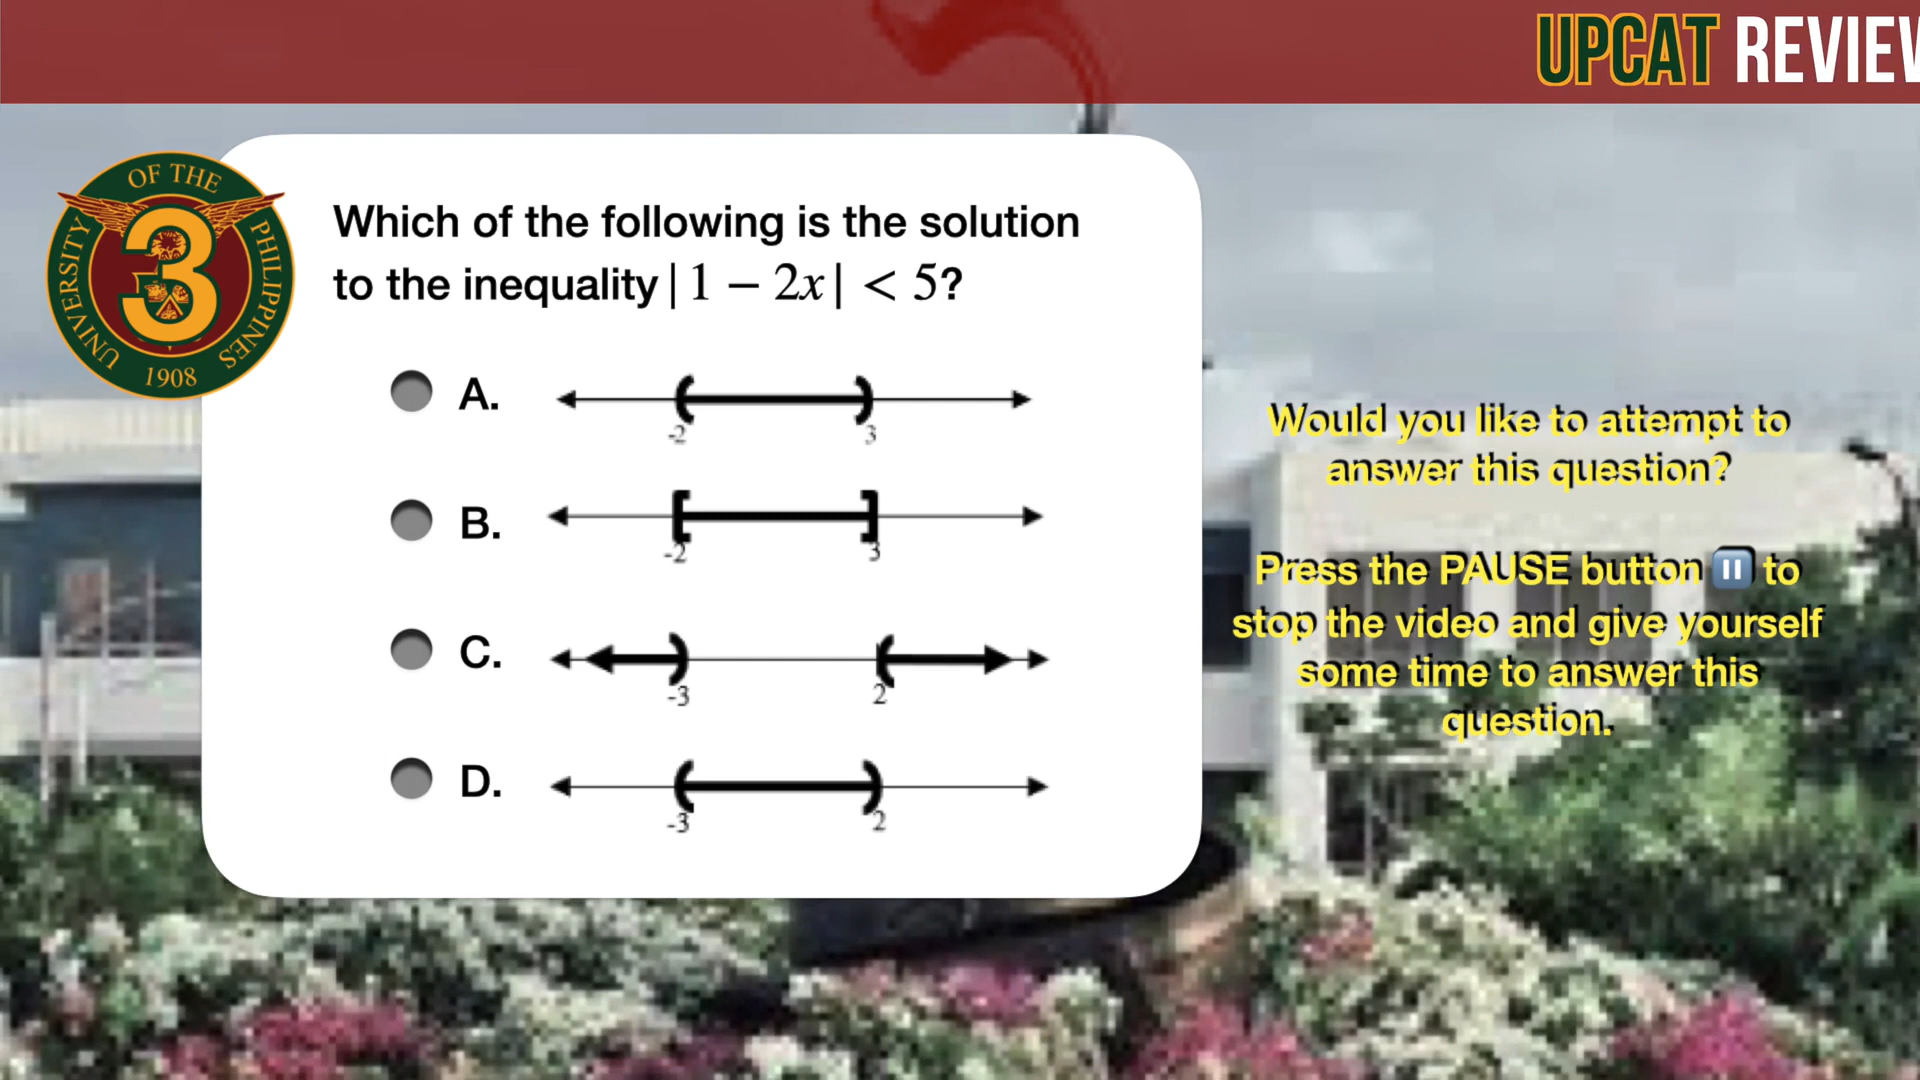 UPCAT REVIEW
OF THE
UNIVERSITY
PHILIPPINES
3
1908
Which of the following is the solution
to the inequality |1 − 2x| < 5?
A.
-2 3
B.
-2 3
C.
-3 2
D.
-3 2
Would you like to attempt to
answer this question?
Press the PAUSE button ⏸ to
stop the video and give yourself
some time to answer this
question.